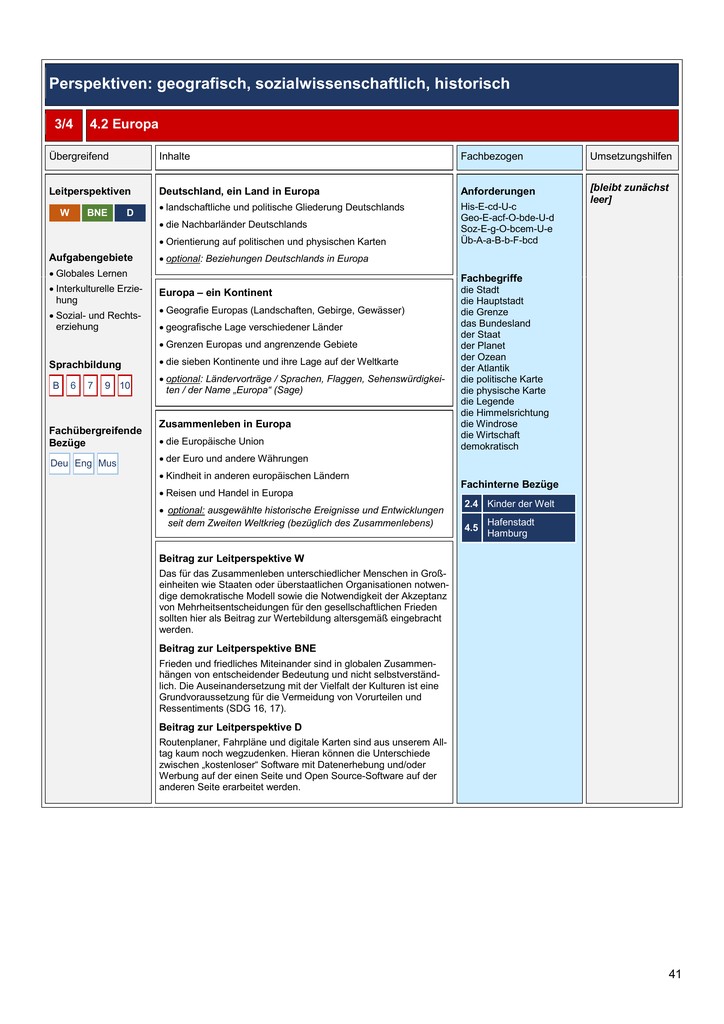 Perspektiven: geografisch, sozialwissenschaftlich, historisch
3/4 4.2 Europa
Übergreifend
Inhalte
Fachbezogen
Umsetzungshilfen
Leitperspektiven
W BNE D
Aufgabengebiete
• Globales Lernen
• Interkulturelle Erzie-
hung
• Sozial- und Rechts-
erziehung
Sprachbildung
B 6 7 9 10
Fachübergreifende
Bezüge
Deu Eng Mus
Deutschland, ein Land in Europa
• landschaftliche und politische Gliederung Deutschlands
• die Nachbarländer Deutschlands
• Orientierung auf politischen und physischen Karten
• optional: Beziehungen Deutschlands in Europa
Europa – ein Kontinent
• Geografie Europas (Landschaften, Gebirge, Gewässer)
• geografische Lage verschiedener Länder
• Grenzen Europas und angrenzende Gebiete
• die sieben Kontinente und ihre Lage auf der Weltkarte
• optional: Ländervorträge / Sprachen, Flaggen, Sehenswürdigkei-
ten / der Name „Europa“ (Sage)
Zusammenleben in Europa
• die Europäische Union
• der Euro und andere Währungen
• Kindheit in anderen europäischen Ländern
• Reisen und Handel in Europa
• optional: ausgewählte historische Ereignisse und Entwicklungen
seit dem Zweiten Weltkrieg (bezüglich des Zusammenlebens)
Beitrag zur Leitperspektive W
Das für das Zusammenleben unterschiedlicher Menschen in Groß-
einheiten wie Staaten oder überstaatlichen Organisationen notwen-
dige demokratische Modell sowie die Notwendigkeit der Akzeptanz
von Mehrheitsentscheidungen für den gesellschaftlichen Frieden
sollten hier als Beitrag zur Wertebildung altersgemäß eingebracht
werden.
Beitrag zur Leitperspektive BNE
Frieden und friedliches Miteinander sind in globalen Zusammen-
hängen von entscheidender Bedeutung und nicht selbstverständ-
lich. Die Auseinandersetzung mit der Vielfalt der Kulturen ist eine
Grundvoraussetzung für die Vermeidung von Vorurteilen und
Ressentiments (SDG 16, 17).
Beitrag zur Leitperspektive D
Routenplaner, Fahrpläne und digitale Karten sind aus unserem All-
tag kaum noch wegzudenken. Hieran können die Unterschiede
zwischen „kostenloser“ Software mit Datenerhebung und/oder
Werbung auf der einen Seite und Open Source-Software auf der
anderen Seite erarbeitet werden.
Anforderungen
His-E-cd-U-c
Geo-E-acf-O-bde-U-d
Soz-E-g-O-bcem-U-e
Üb-A-a-B-b-F-bcd
Fachbegriffe
die Stadt
die Hauptstadt
die Grenze
das Bundesland
der Staat
der Planet
der Ozean
der Atlantik
die politische Karte
die physische Karte
die Legende
die Himmelsrichtung
die Windrose
die Wirtschaft
demokratisch
Fachinterne Bezüge
2.4 Kinder der Welt
4.5 Hafenstadt
Hamburg
[bleibt zunächst
leer]
41